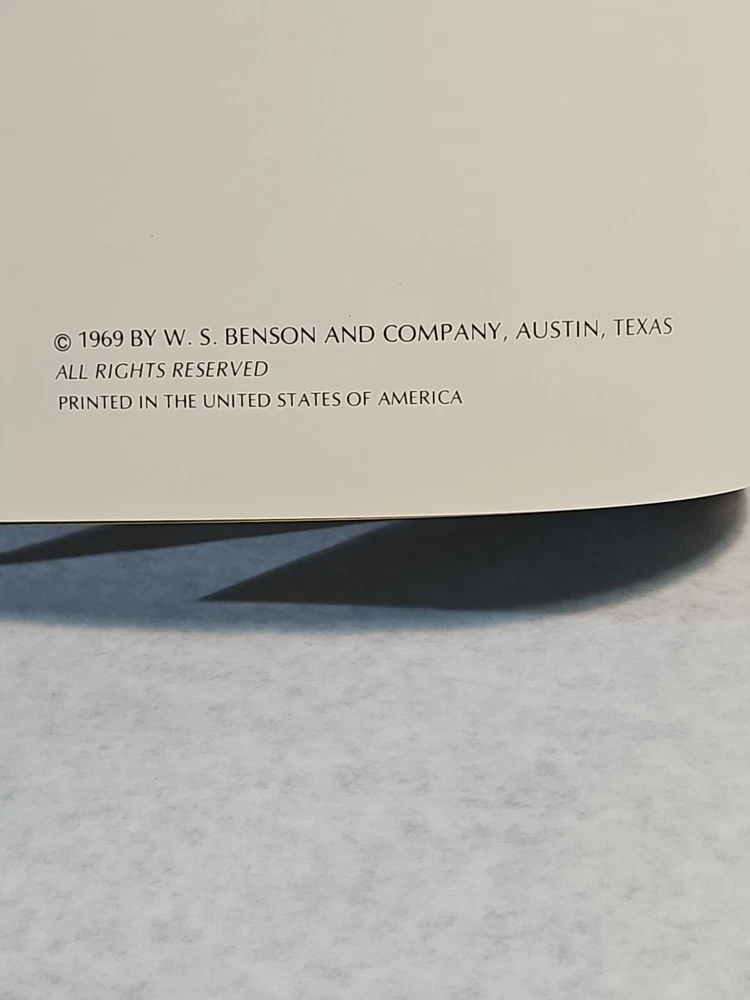 © 1969 BY W. S. BENSON AND COMPANY, AUSTIN, TEXAS
ALL RIGHTS RESERVED
PRINTED IN THE UNITED STATES OF AMERICA